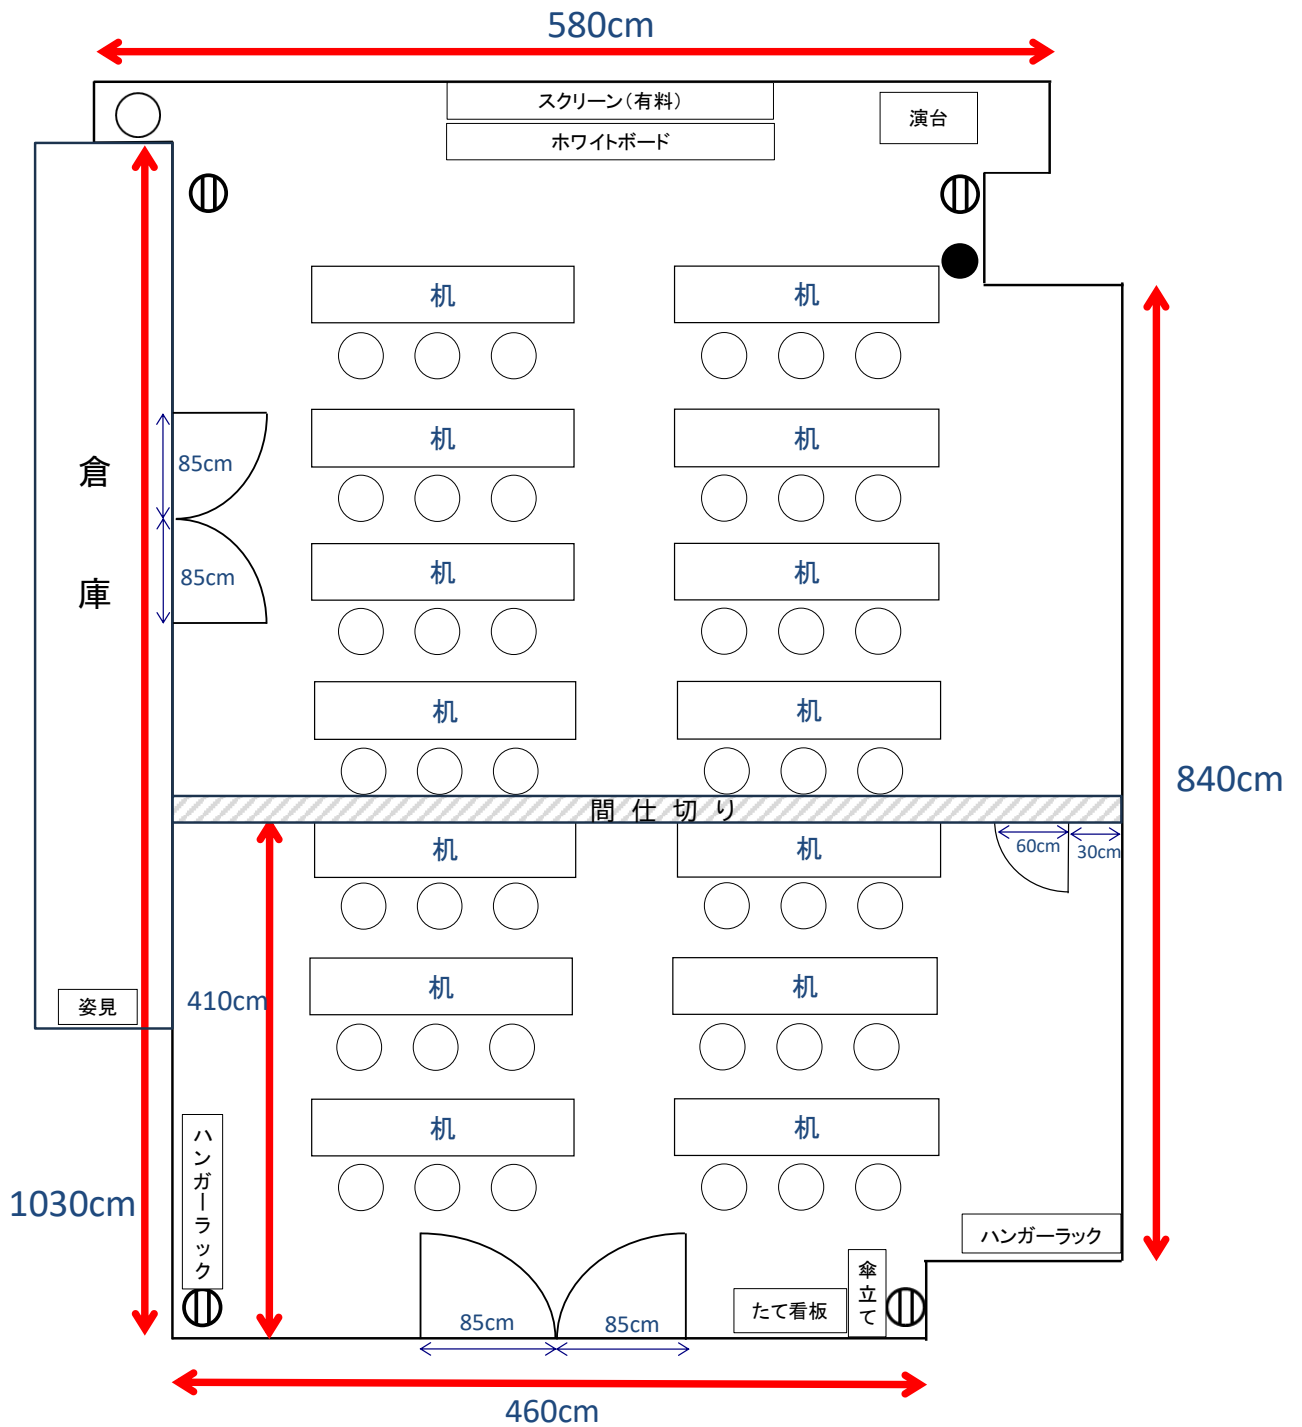 580cm
スクリーン(有料)
演台
ホワイトボード
机
机
机
机
85cm
倉
庫
85cm
机
机
机
机
840cm
間仕切り
机
机
60cm
30cm
410cm
姿見
机
机
ハンガーラック
机
机
1030cm
ハンガーラック
傘立て
たて看板
85cm
85cm
460cm